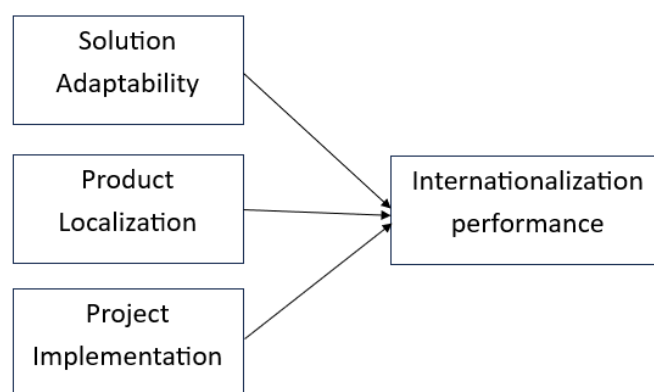 Solution
Adaptability
Product
Localization
Internationalization
performance
Project
Implementation